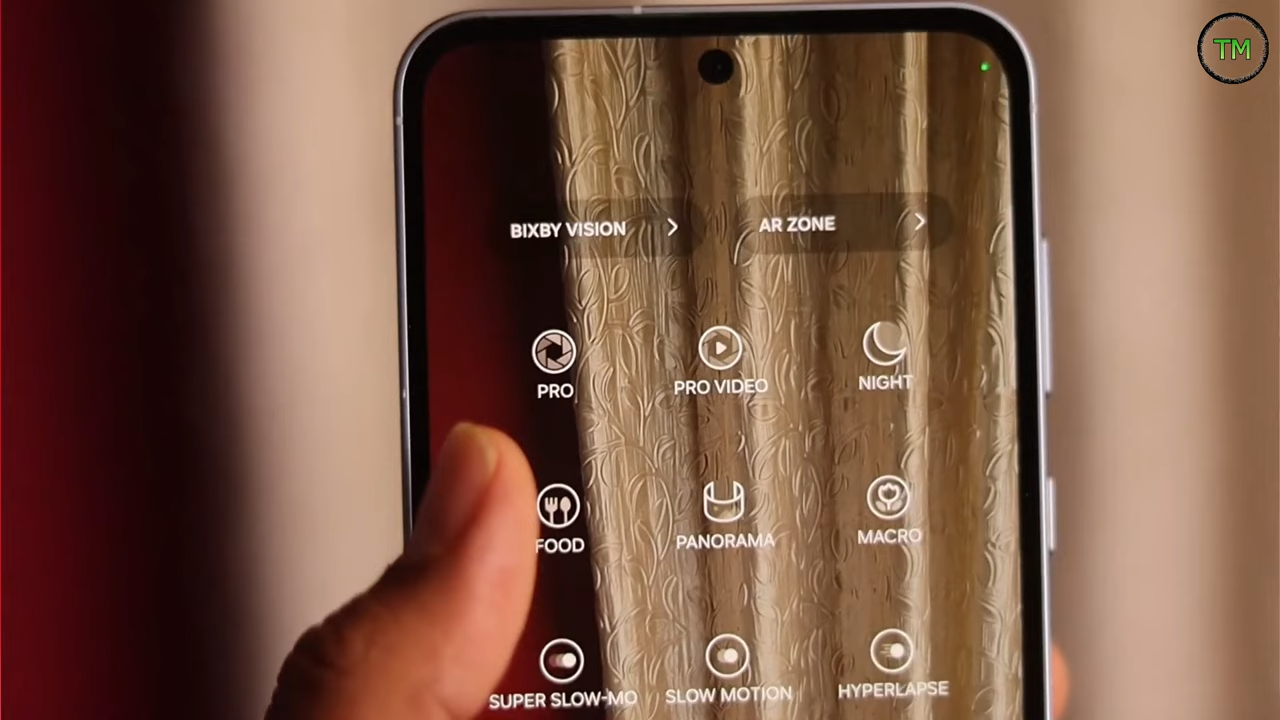 TM
BIXBY VISION
AR ZONE
PRO
PRO VIDEO
NIGHT
FOOD
PANORAMA
MACRO
SUPER SLOW-MO
SLOW MOTION
HYPERLAPSE